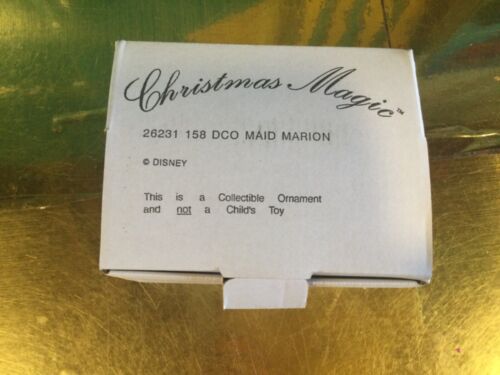 Christmas Magic™
26231 158 DCO MAID MARION
© DISNEY
This is a Collectible Ornament
and not a Child's Toy